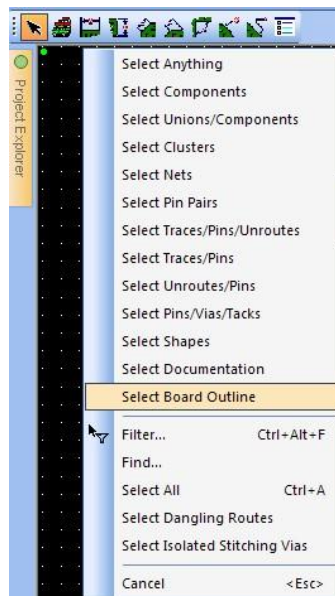 Project Explorer
Select Anything
Select Components
Select Unions/Components
Select Clusters
Select Nets
Select Pin Pairs
Select Traces/Pins/Unroutes
Select Traces/Pins
Select Unroutes/Pins
Select Pins/Vias/Tacks
Select Shapes
Select Documentation
Select Board Outline
Filter... Ctrl+Alt+F
Find...
Select All Ctrl+A
Select Dangling Routes
Select Isolated Stitching Vias
Cancel <Esc>